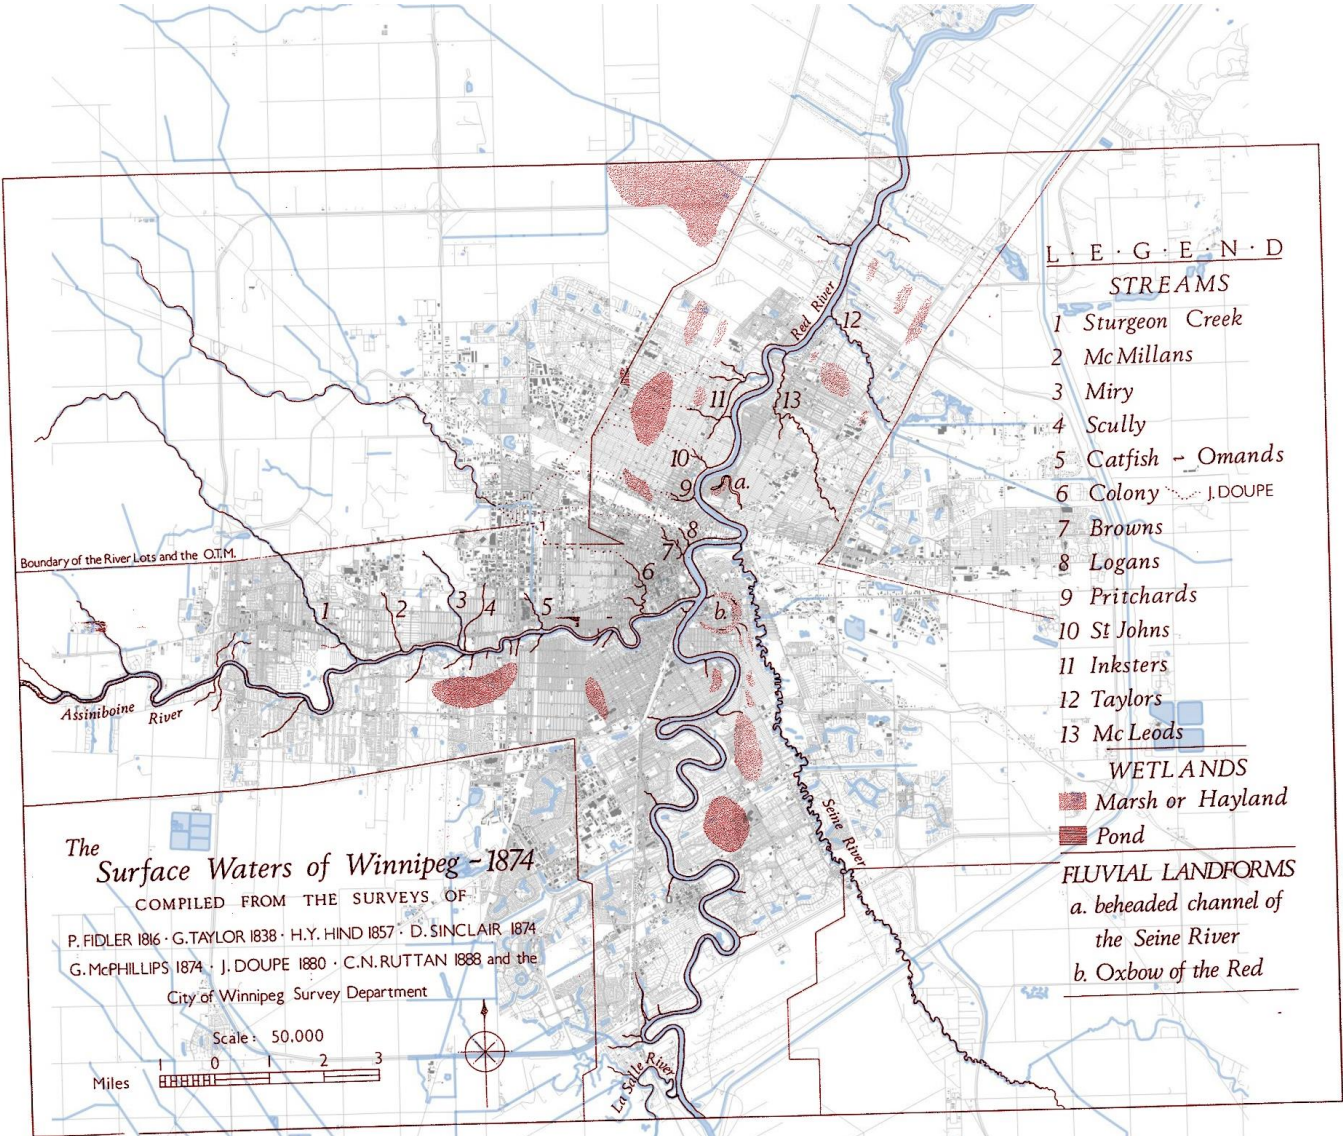 Red River
12
11
13
10
9
a.
8
7
6
b.
1
2
3
4
5
Boundary of the River Lots and the O.T.M.
Assiniboine River
Seine River
La Salle River
L·E·G·E·N·D
STREAMS
1 Sturgeon Creek
2 McMillans
3 Miry
4 Scully
5 Catfish - Omands
6 Colony J. DOUPE
7 Browns
8 Logans
9 Pritchards
10 St Johns
11 Inksters
12 Taylors
13 McLeods
WETLANDS
Marsh or Hayland
Pond
FLUVIAL LANDFORMS
a. beheaded channel of
the Seine River
b. Oxbow of the Red
The
Surface Waters of Winnipeg - 1874
COMPILED FROM THE SURVEYS OF
P. FIDLER 1816 · G. TAYLOR 1838 · H.Y. HIND 1857 · D. SINCLAIR 1874
G. McPHILLIPS 1874 · J. DOUPE 1880 · C.N. RUTTAN 1888 and the
City of Winnipeg Survey Department
Scale: 50,000
1 0 1 2 3
Miles